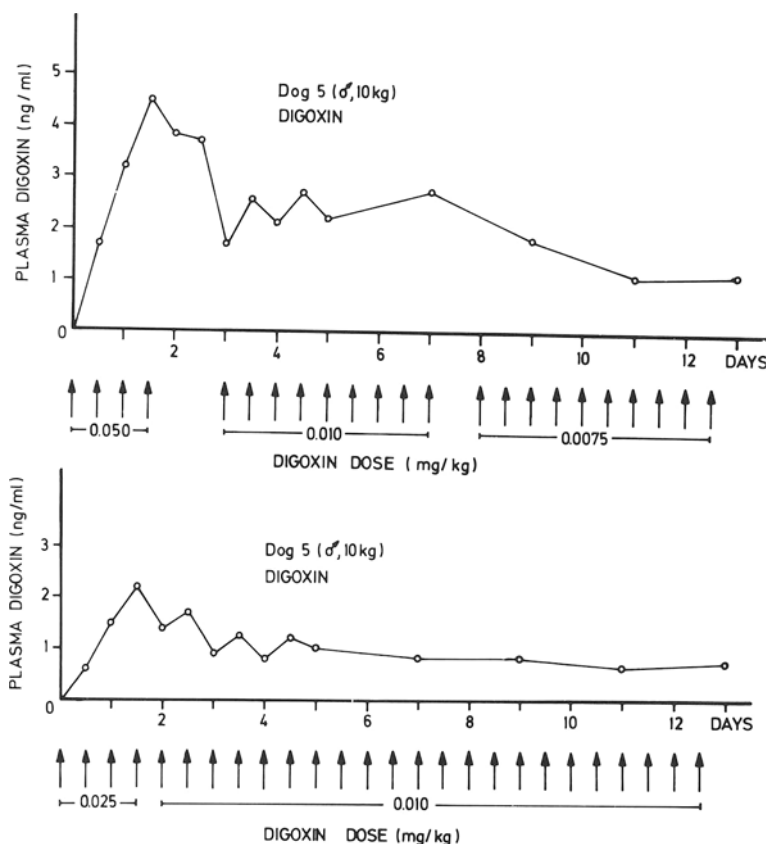 PLASMA DIGOXIN (ng/ml)
5
4
3
2
1
0
Dog 5 (♂, 10kg)
DIGOXIN
2 4 6 8 10 12 DAYS
0.050 0.010 0.0075
DIGOXIN DOSE (mg/kg)
PLASMA DIGOXIN (ng/ml)
3
2
1
0
Dog 5 (♂, 10kg)
DIGOXIN
2 4 6 8 10 12 DAYS
0.025 0.010
DIGOXIN DOSE (mg/kg)